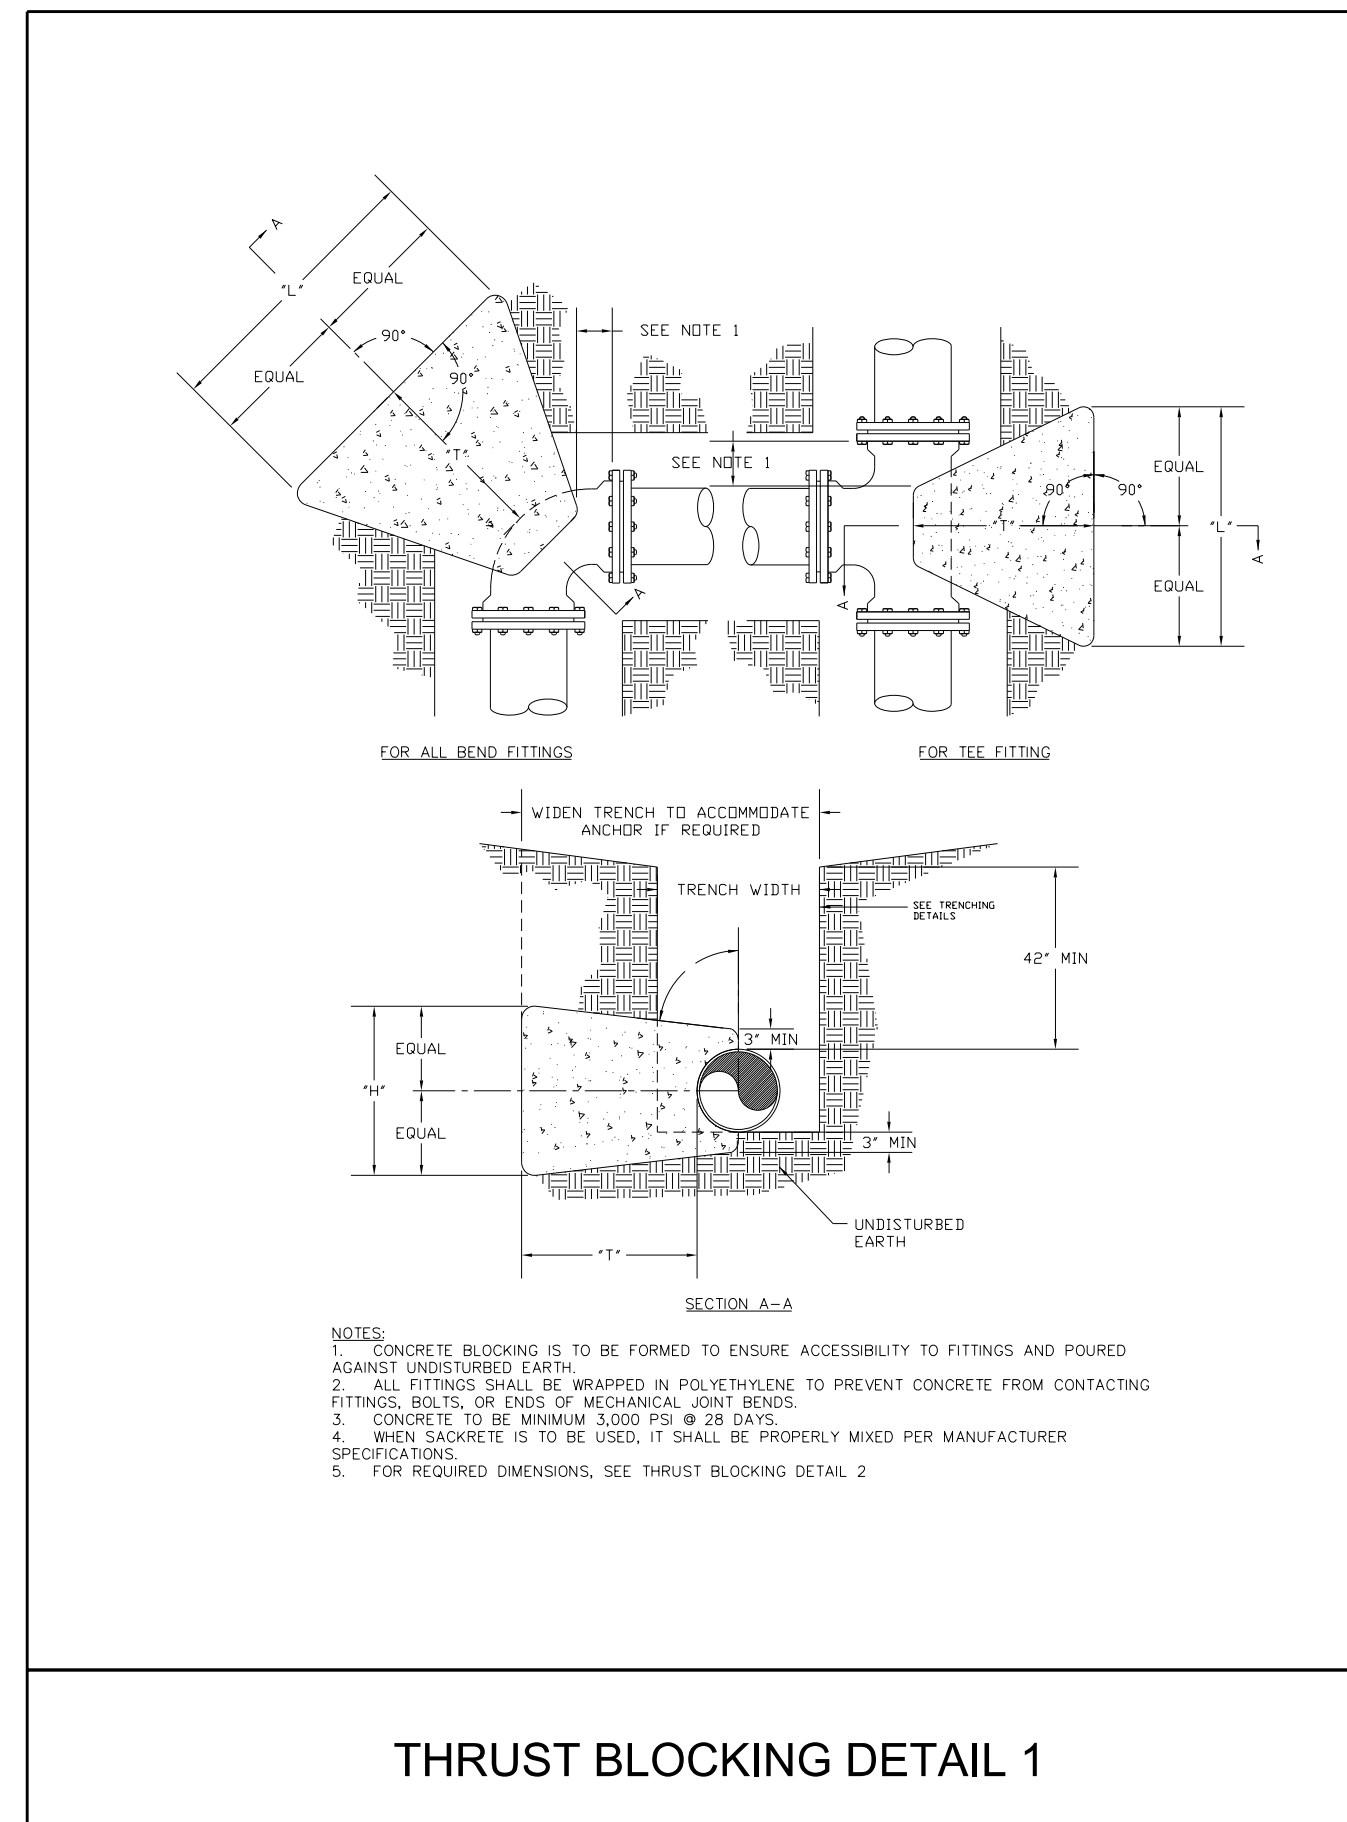 A
EQUAL
"L"
90°
SEE NOTE 1
EQUAL
90°
"T"
SEE NOTE 1
EQUAL
90°
90°
"T"
"L"
A
A
A
EQUAL
FOR ALL BEND FITTINGS
FOR TEE FITTING
WIDEN TRENCH TO ACCOMMODATE
ANCHOR IF REQUIRED
TRENCH WIDTH
SEE TRENCHING
DETAILS
42" MIN
3" MIN
EQUAL
"H"
EQUAL
3" MIN
UNDISTURBED
EARTH
"T"
SECTION A-A
NOTES:
1. CONCRETE BLOCKING IS TO BE FORMED TO ENSURE ACCESSIBILITY TO FITTINGS AND POURED
AGAINST UNDISTURBED EARTH.
2. ALL FITTINGS SHALL BE WRAPPED IN POLYETHYLENE TO PREVENT CONCRETE FROM CONTACTING
FITTINGS, BOLTS, OR ENDS OF MECHANICAL JOINT BENDS.
3. CONCRETE TO BE MINIMUM 3,000 PSI @ 28 DAYS.
4. WHEN SACKRETE IS TO BE USED, IT SHALL BE PROPERLY MIXED PER MANUFACTURER
SPECIFICATIONS.
5. FOR REQUIRED DIMENSIONS, SEE THRUST BLOCKING DETAIL 2
THRUST BLOCKING DETAIL 1